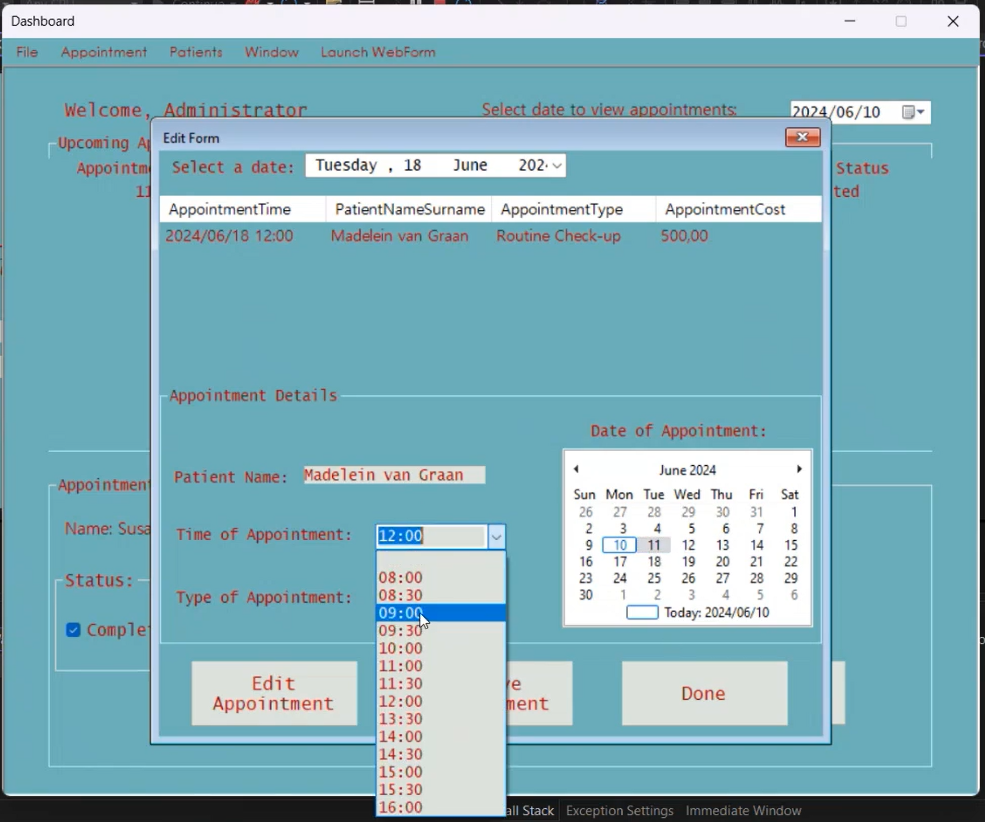 Dashboard
File Appointment Patients Window Launch WebForm
Welcome, Administrator Select date to view appointments: 2024/06/10
Upcoming Ap
Appointme Status
11 ted
Edit Form
Select a date: Tuesday , 18 June 202
AppointmentTime PatientNameSurname AppointmentType AppointmentCost
2024/06/18 12:00 Madelein van Graan Routine Check-up 500,00
Appointment Details
Patient Name: Madelein van Graan
Time of Appointment: 12:00
Type of Appointment:
08:00
08:30
09:00
09:30
10:00
11:00
11:30
12:00
13:30
14:00
14:30
15:00
15:30
16:00
Date of Appointment:
June 2024
Sun Mon Tue Wed Thu Fri Sat
26 27 28 29 30 31 1
2 3 4 5 6 7 8
9 10 11 12 13 14 15
16 17 18 19 20 21 22
23 24 25 26 27 28 29
30 1 2 3 4 5 6
Today: 2024/06/10
Edit
Appointment
ve
ment
Done
Appointment
Name: Susa
Status:
Complet
all Stack Exception Settings Immediate Window